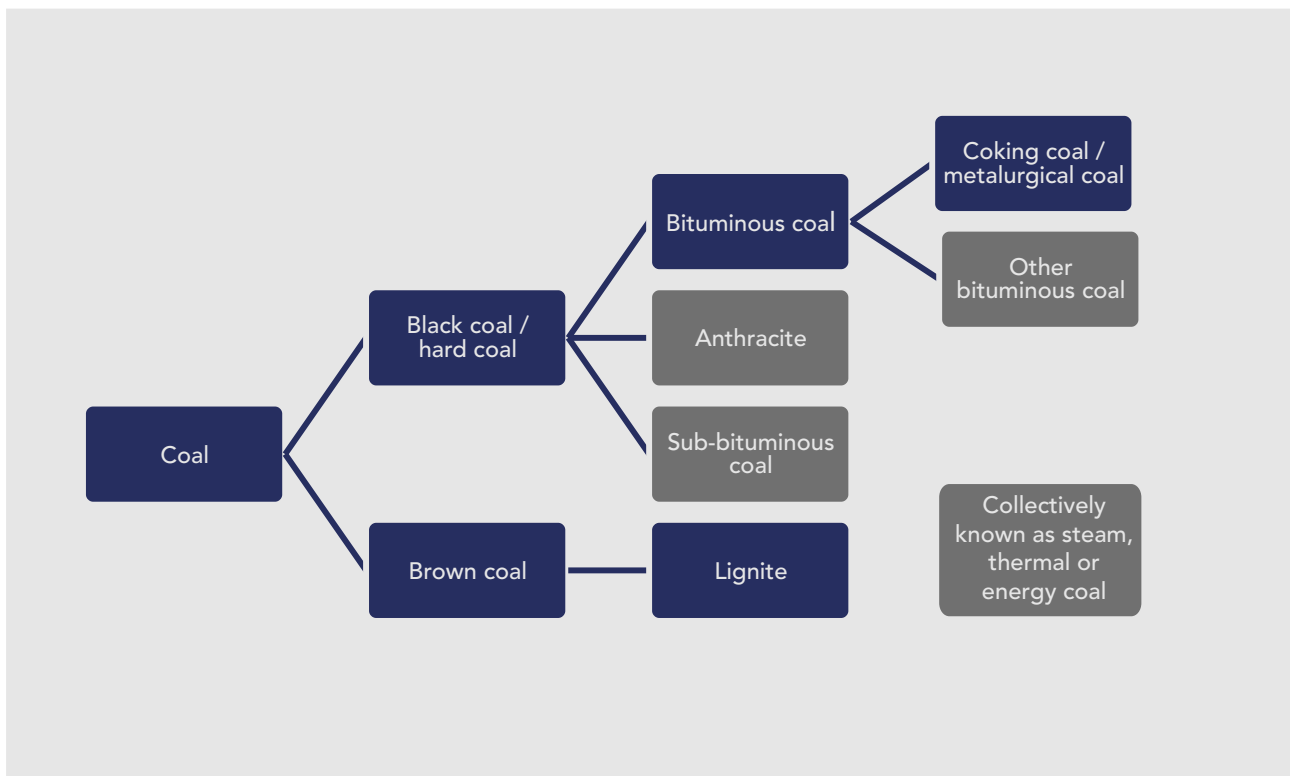 Coking coal /
metalurgical coal
Bituminous coal
Other
bituminous coal
Black coal /
hard coal
Anthracite
Coal
Sub-bituminous
coal
Collectively
known as steam,
thermal or
energy coal
Brown coal
Lignite